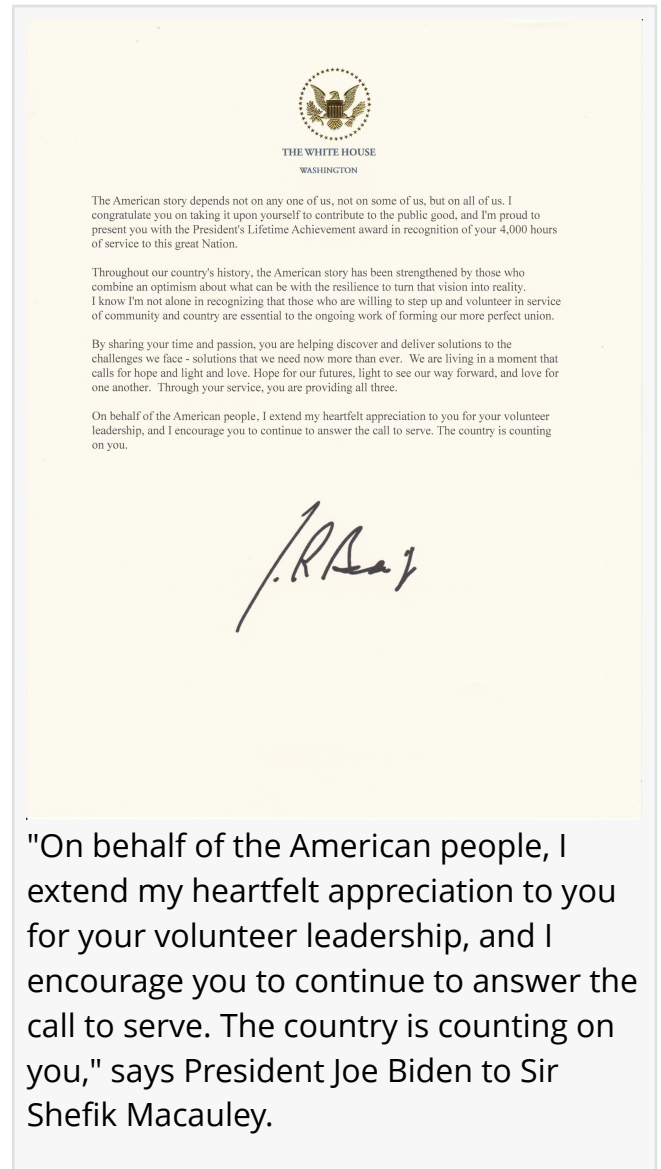 THE WHITE HOUSE
WASHINGTON
The American story depends not on any one of us, not on some of us, but on all of us. I
congratulate you on taking it upon yourself to contribute to the public good, and I'm proud to
present you with the President's Lifetime Achievement award in recognition of your 4,000 hours
of service to this great Nation.
Throughout our country's history, the American story has been strengthened by those who
combine an optimism about what can be with the resilience to turn that vision into reality.
I know I'm not alone in recognizing that those who are willing to step up and volunteer in service
of community and country are essential to the ongoing work of forming our more perfect union.
By sharing your time and passion, you are helping discover and deliver solutions to the
challenges we face - solutions that we need now more than ever.  We are living in a moment that
calls for hope and light and love. Hope for our futures, light to see our way forward, and love for
one another.  Through your service, you are providing all three.
On behalf of the American people, I extend my heartfelt appreciation to you for your volunteer
leadership, and I encourage you to continue to answer the call to serve. The country is counting
on you.
"On behalf of the American people, I
extend my heartfelt appreciation to you
for your volunteer leadership, and I
encourage you to continue to answer the
call to serve. The country is counting on
you," says President Joe Biden to Sir
Shefik Macauley.